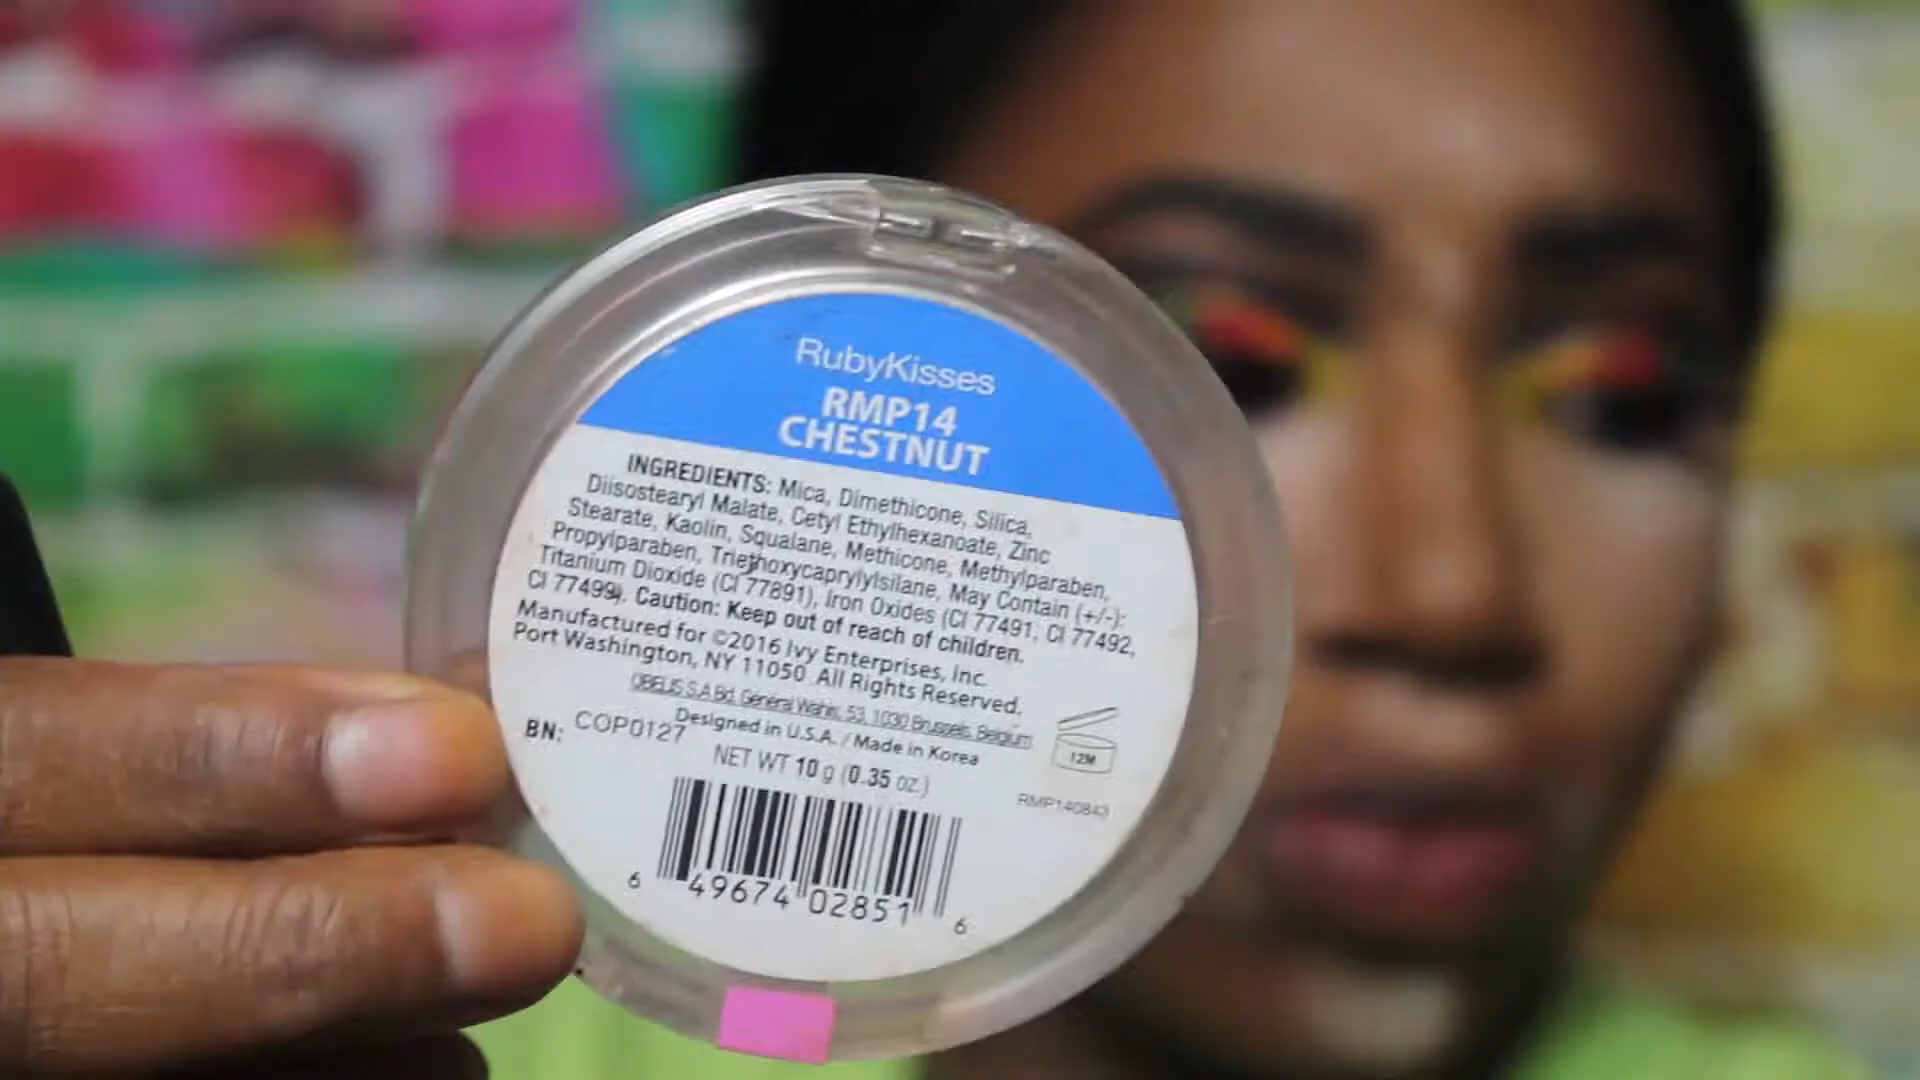 RubyKisses
RMP14
CHESTNUT
INGREDIENTS: Mica, Dimethicone, Silica,
Diisostearyl Malate, Cetyl Ethylhexanoate, Zinc
Stearate, Kaolin, Squalane, Methicone, Methylparaben,
Propylparaben, Triethoxycaprylylsilane, May Contain (+/-):
Titanium Dioxide (CI 77891), Iron Oxides (CI 77491, CI 77492,
CI 77499). Caution: Keep out of reach of children.
Manufactured for ©2016 Ivy Enterprises, Inc.
Port Washington, NY 11050 All Rights Reserved.
OBELIS S.A Bd. Général Wahis, 53, 1030 Brussels, Belgium
Designed in U.S.A. / Made in Korea
BN: COP0127
NET WT 10 g (0.35 oz.)
12M
RMP140843
6 49674 02851 6